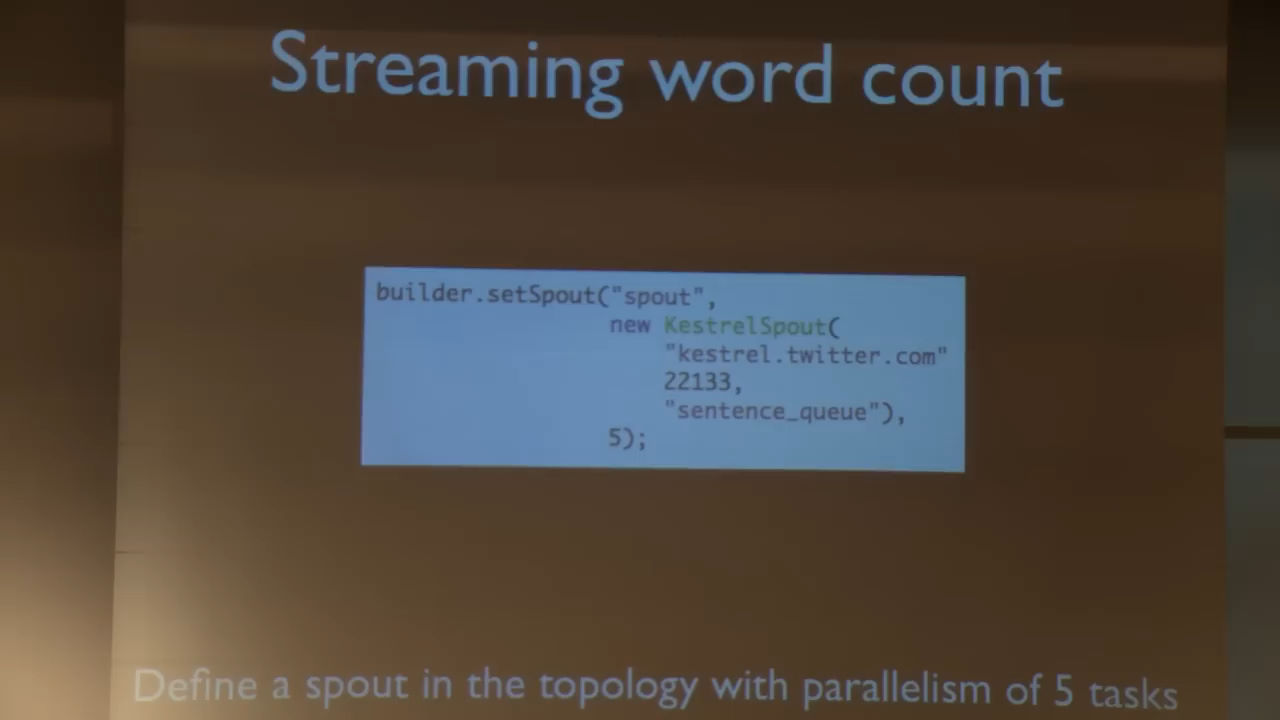 Streaming word count
builder.setSpout("spout",
new KestrelSpout(
"kestrel.twitter.com"
22133,
"sentence_queue"),
5);
Define a spout in the topology with parallelism of 5 tasks